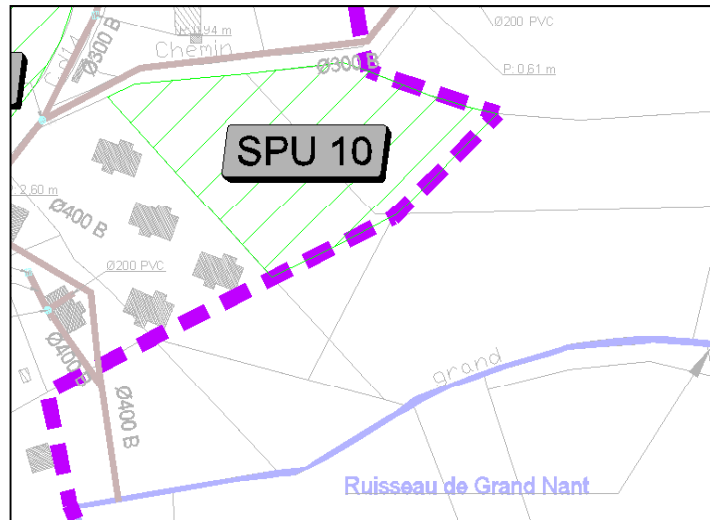 Ø200 PVC
Chemin
Ø300 B
Ø300 B
P: 0,61 m
SPU 10
2,60 m
Ø400 B
Ø200 PVC
Ø400 B
grand
Ruisseau de Grand Nant